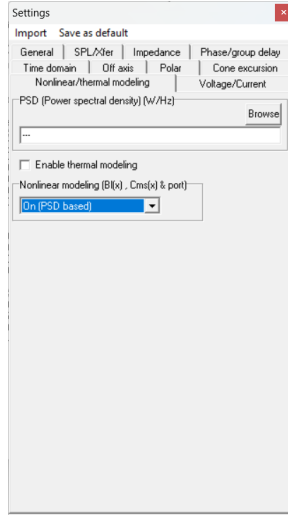 Settings
Import Save as default
General SPL/Xfer Impedance Phase/group delay
Time domain Off axis Polar Cone excursion
Nonlinear/thermal modeling Voltage/Current
PSD (Power spectral density) (W/Hz)
Browse
---
Enable thermal modeling
Nonlinear modeling (Bl(x) , Cms(x) & port)
On (PSD based)